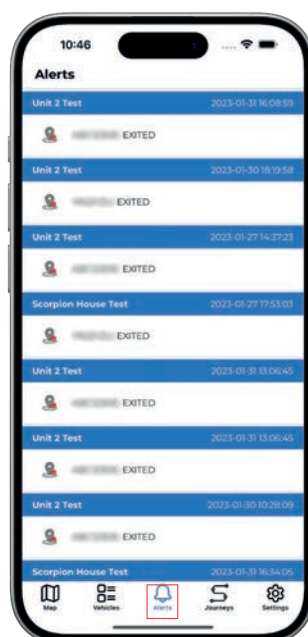 10:46
Alerts
Unit 2 Test 2023-01-31 16:08:59
EXITED
Unit 2 Test 2023-01-30 18:19:58
EXITED
Unit 2 Test 2023-01-27 14:37:23
EXITED
Scorpion House Test 2023-01-27 17:53:03
EXITED
Unit 2 Test 2023-01-31 13:06:45
EXITED
Unit 2 Test 2023-01-31 13:06:45
EXITED
Unit 2 Test 2023-01-30 10:28:09
EXITED
Scorpion House Test 2023-01-31 16:34:05
Map Vehicles Alerts Journeys Settings